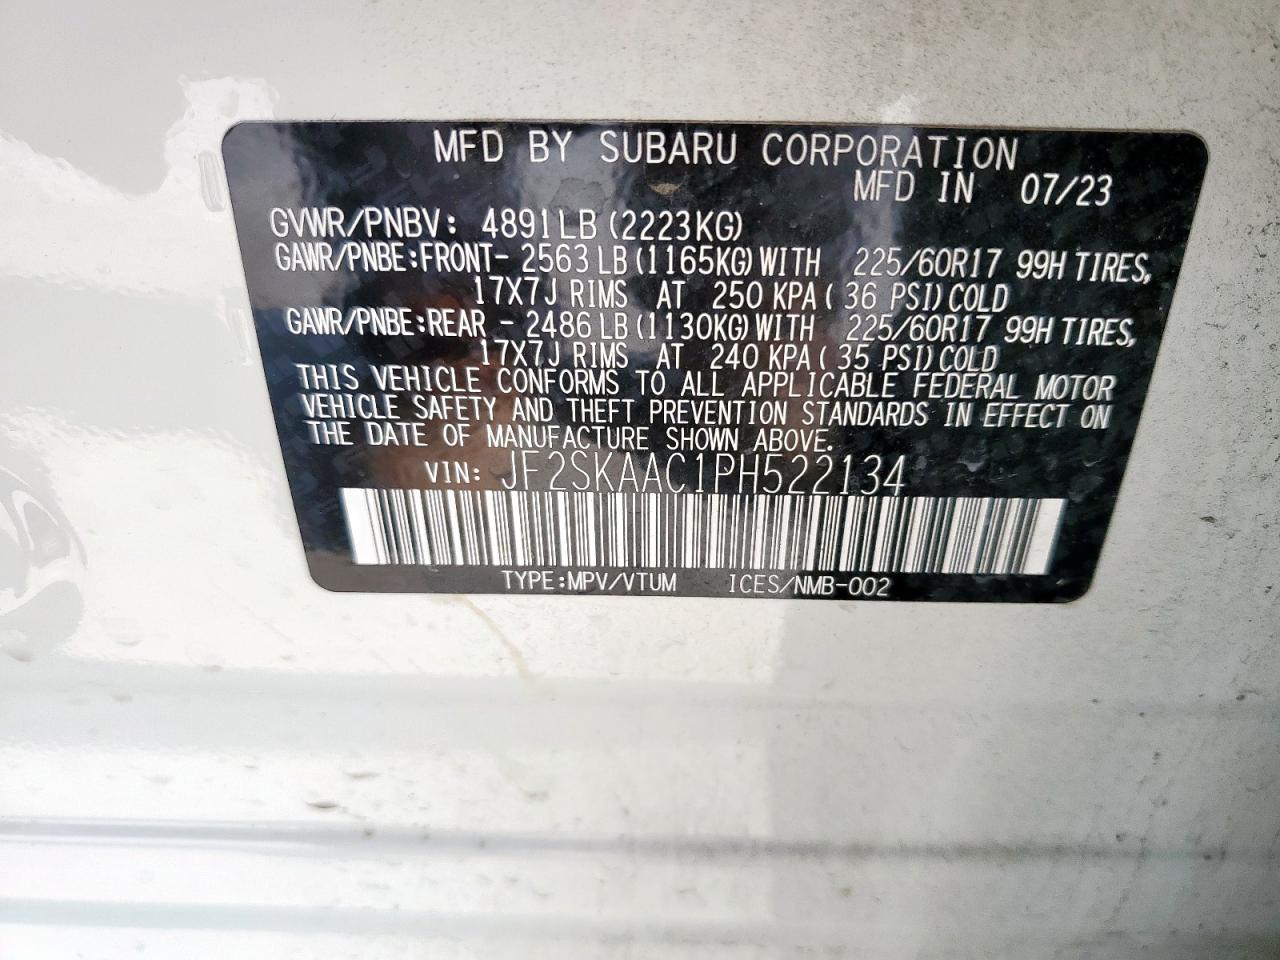 MFD BY SUBARU CORPORATION
MFD IN 07/23
GVWR/PNBV: 4891LB (2223KG)
GAWR/PNBE:FRONT- 2563 LB (1165KG) WITH 225/60R17 99H TIRES,
17X7J RIMS AT 250 KPA ( 36 PSI) COLD
GAWR/PNBE:REAR - 2486 LB (1130KG) WITH 225/60R17 99H TIRES,
17X7J RIMS AT 240 KPA ( 35 PSI) COLD
THIS VEHICLE CONFORMS TO ALL APPLICABLE FEDERAL MOTOR
VEHICLE SAFETY AND THEFT PREVENTION STANDARDS IN EFFECT ON
THE DATE OF MANUFACTURE SHOWN ABOVE.
VIN: JF2SKAAC1PH522134
TYPE:MPV/VTUM ICES/NMB-002